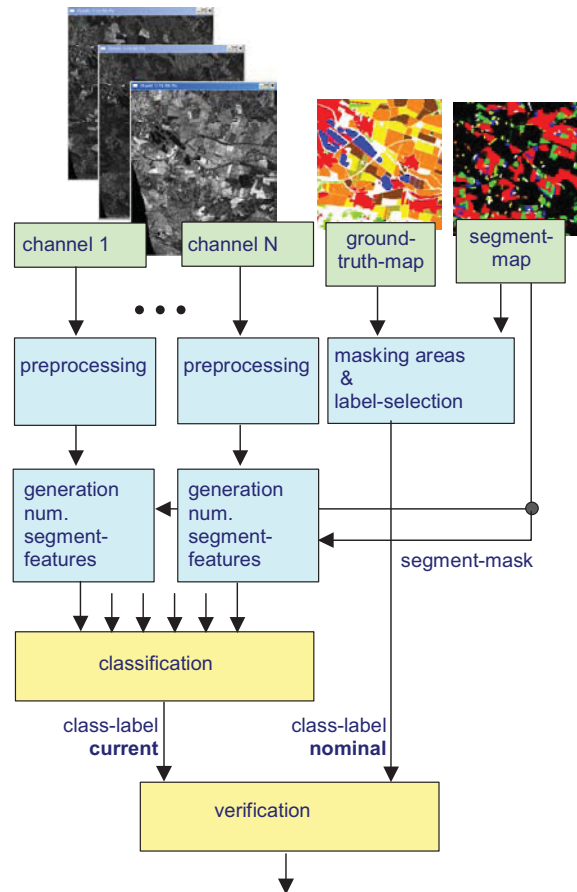 channel 1
channel N
ground-
truth-map
segment-
map
preprocessing
preprocessing
masking areas
&
label-selection
generation
num.
segment-
features
generation
num.
segment-
features
segment-mask
classification
class-label
current
class-label
nominal
verification